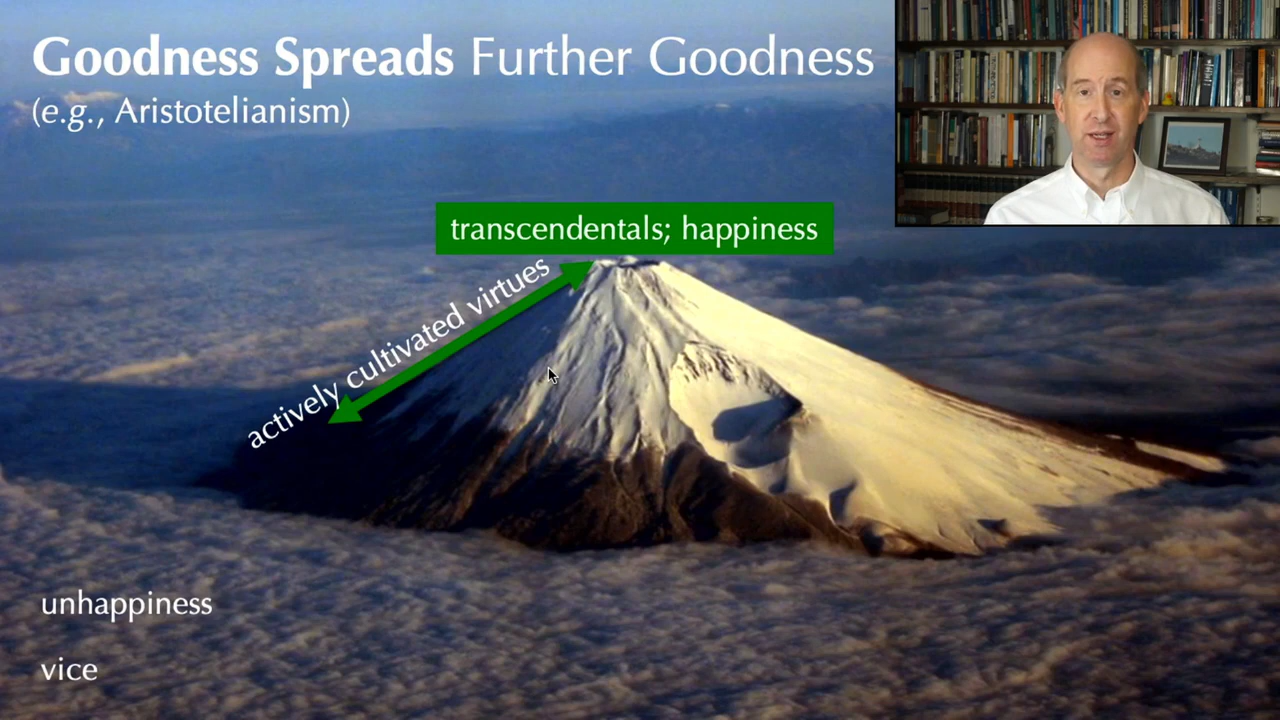 Goodness Spreads Further Goodness
(e.g., Aristotelianism)
transcendentals; happiness
actively cultivated virtues
unhappiness
vice